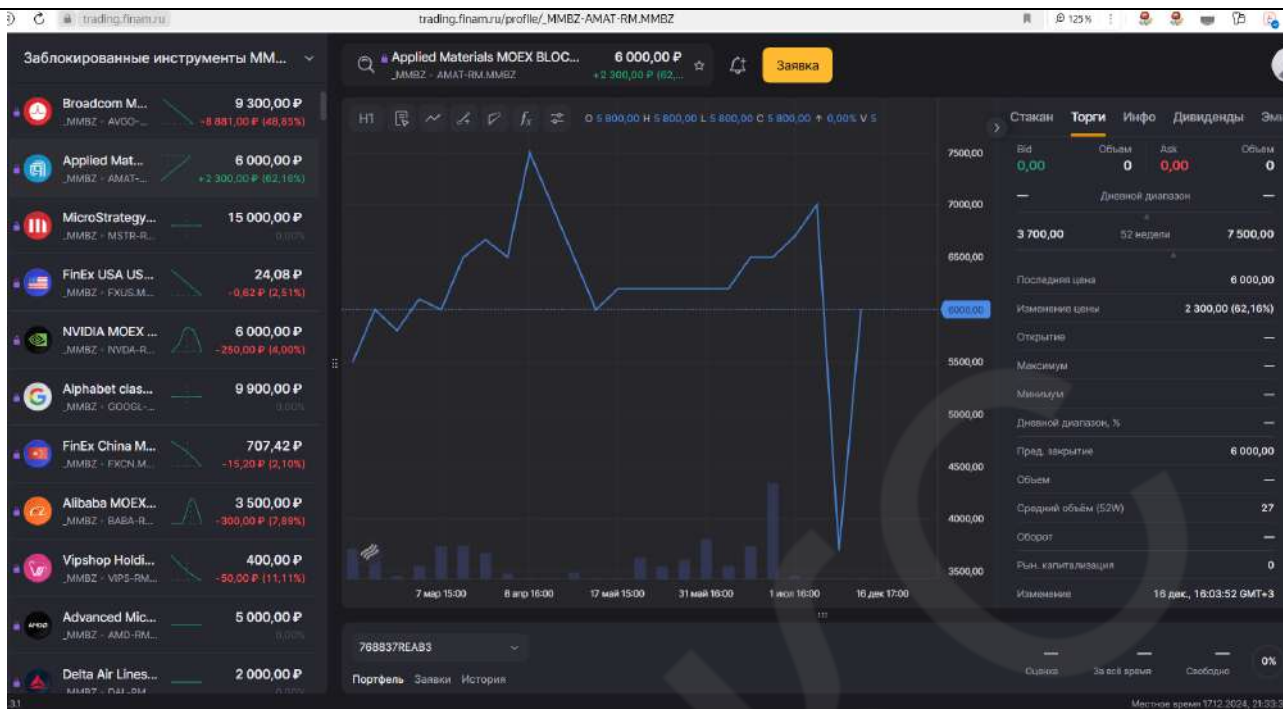 trading.finam.ru
trading.finam.ru/profile/_MMBZ-AMAT-RM.MMBZ
125 %
Заблокированные инструменты ММ...
Broadcom M...
9 300,00 ₽
_MMBZ - AVGO-...
-8 881,00 ₽ (48,85%)
Applied Mat...
6 000,00 ₽
_MMBZ - AMAT-...
+2 300,00 ₽ (62,16%)
MicroStrategy...
15 000,00 ₽
_MMBZ - MSTR-R...
0,00%
FinEx USA US...
24,08 ₽
_MMBZ - FXUS.M...
-0,62 ₽ (2,51%)
NVIDIA MOEX ...
6 000,00 ₽
_MMBZ - NVDA-R...
-250,00 ₽ (4,00%)
Alphabet clas...
9 900,00 ₽
_MMBZ - GOOGL-...
0,00%
FinEx China M...
707,42 ₽
_MMBZ - FXCN.M...
-15,20 ₽ (2,10%)
Alibaba MOEX...
3 500,00 ₽
_MMBZ - BABA-R...
-300,00 ₽ (7,89%)
Vipshop Holdi...
400,00 ₽
_MMBZ - VIPS-RM...
-50,00 ₽ (11,11%)
Advanced Mic...
5 000,00 ₽
_MMBZ - AMD-RM...
0,00%
Delta Air Lines...
2 000,00 ₽
_MMBZ - DAL-RM
Applied Materials MOEX BLOC...
6 000,00 ₽
_MMBZ - AMAT-RM.MMBZ
+2 300,00 ₽ (62,...
Заявка
H1
O 5 800,00 H 5 800,00 L 5 800,00 C 5 800,00 0,00% V 5
7500,00
7000,00
6500,00
6000,00
5500,00
5000,00
4500,00
4000,00
3500,00
7 мар 15:00
8 апр 16:00
17 май 15:00
31 май 16:00
1 июл 16:00
16 дек 17:00
Стакан Торги Инфо Дивиденды
Bid Объем Ask Объем
0,00 0 0,00 0
— Дневной диапазон —
3 700,00 52 недели 7 500,00
Последняя цена 6 000,00
Изменение цены 2 300,00 (62,16%)
Открытие —
Максимум —
Минимум —
Дневной диапазон, % —
Пред. закрытие 6 000,00
Объем —
Средний объём (52W) 27
Оборот —
Рын. капитализация 0
Изменение 16 дек., 16:03:52 GMT+3
768837REAB3
Портфель Заявки История
— — —
Оценка За всё время Свободно
0%
Местное время 17.12.2024, 21:33: